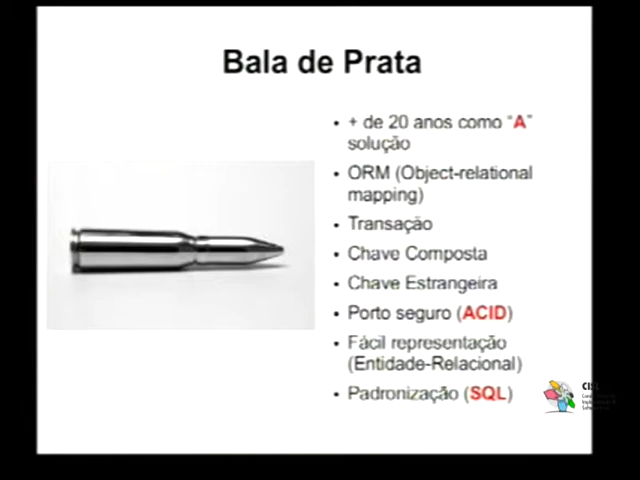 Bala de Prata
• + de 20 anos como “A”
solução
• ORM (Object-relational
mapping)
• Transação
• Chave Composta
• Chave Estrangeira
• Porto seguro (ACID)
• Fácil representação
(Entidade-Relacional)
• Padronização (SQL)